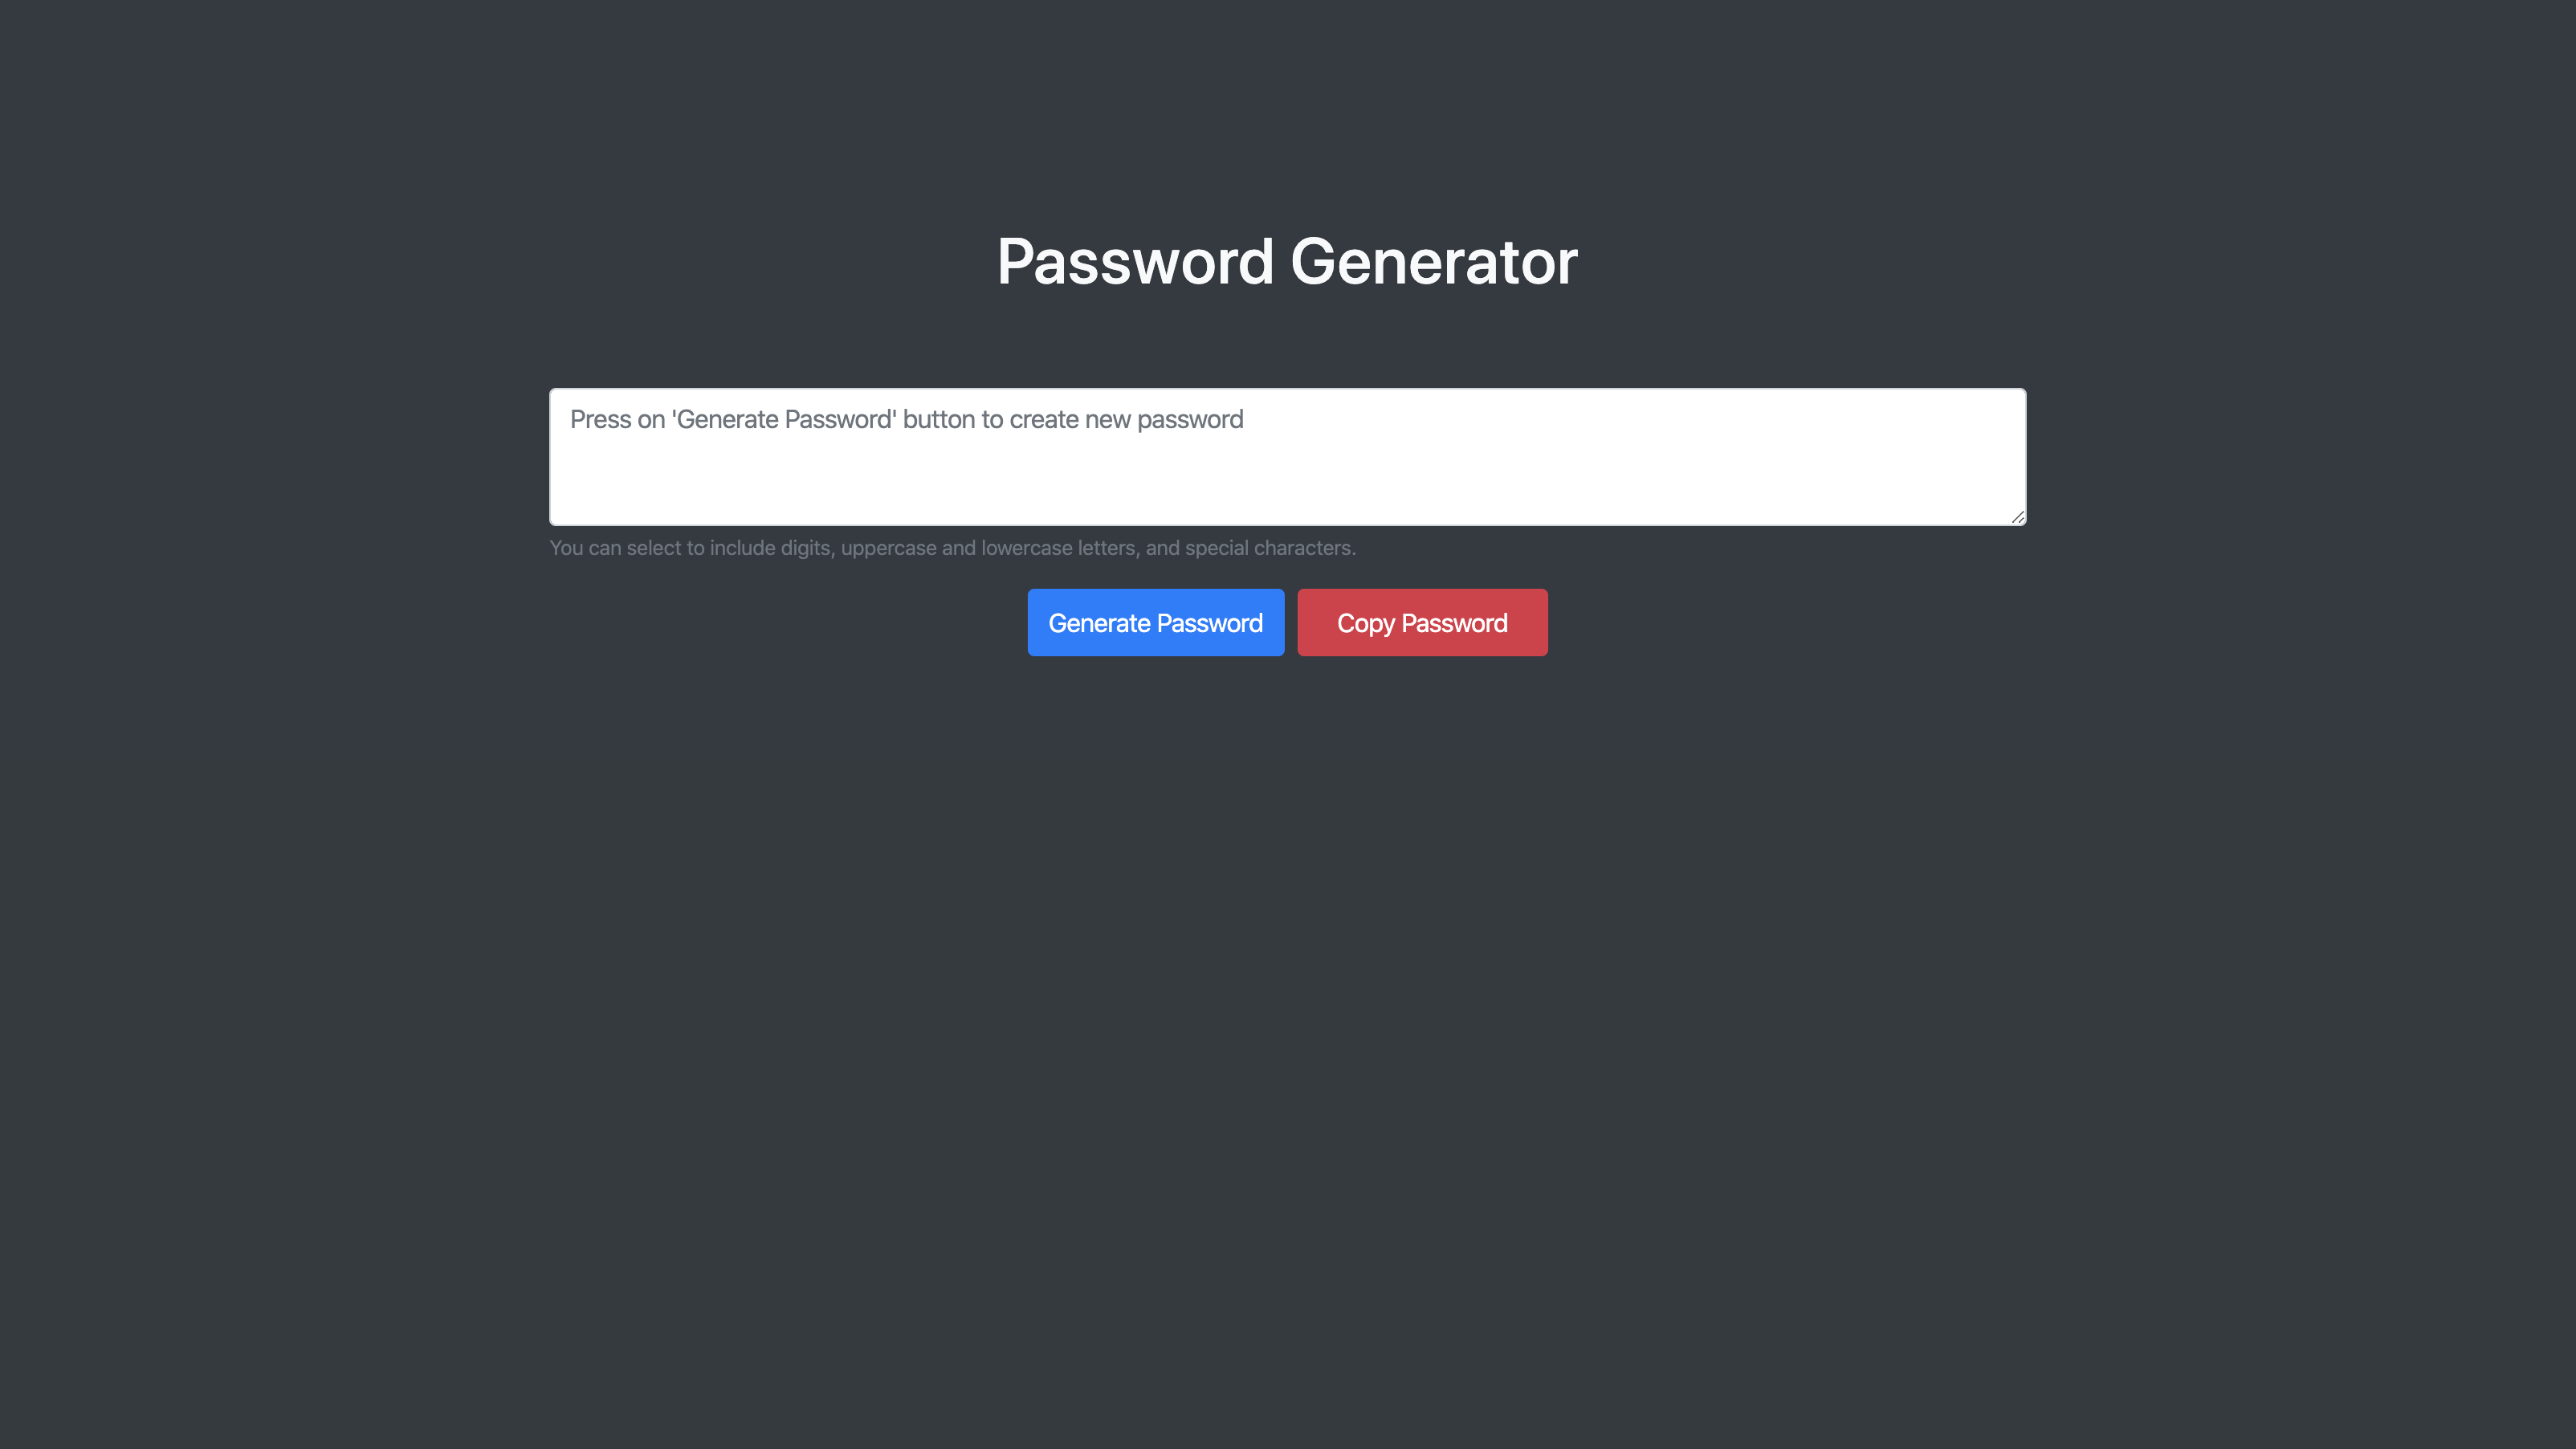 Password Generator
Press on 'Generate Password' button to create new password
You can select to include digits, uppercase and lowercase letters, and special characters.
Generate Password
Copy Password